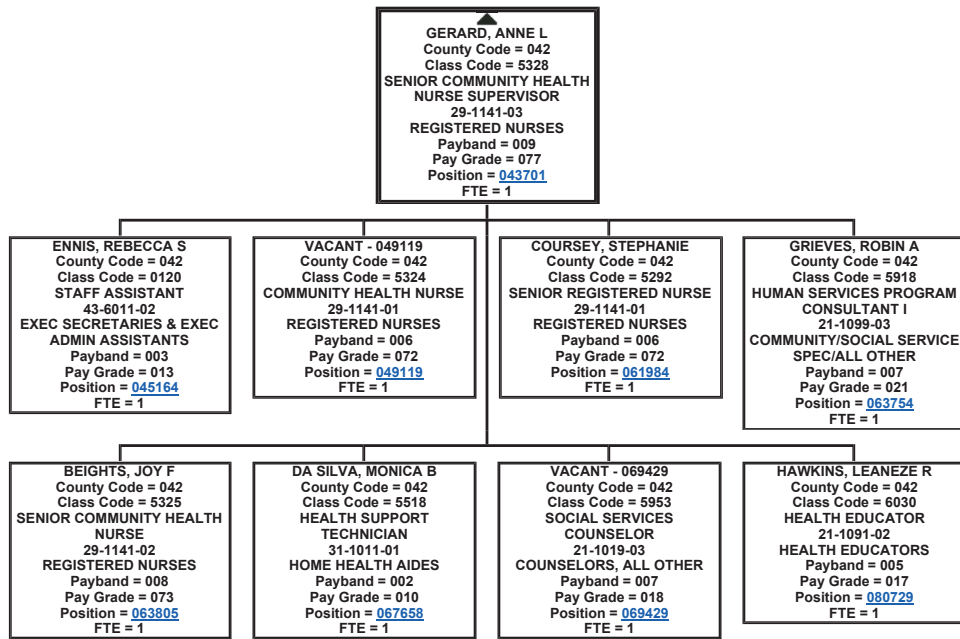 GERARD, ANNE L
County Code = 042
Class Code = 5328
SENIOR COMMUNITY HEALTH
NURSE SUPERVISOR
29-1141-03
REGISTERED NURSES
Payband = 009
Pay Grade = 077
Position = 043701
FTE = 1
ENNIS, REBECCA S
County Code = 042
Class Code = 0120
STAFF ASSISTANT
43-6011-02
EXEC SECRETARIES & EXEC
ADMIN ASSISTANTS
Payband = 003
Pay Grade = 013
Position = 045164
FTE = 1
VACANT - 049119
County Code = 042
Class Code = 5324
COMMUNITY HEALTH NURSE
29-1141-01
REGISTERED NURSES
Payband = 006
Pay Grade = 072
Position = 049119
FTE = 1
COURSEY, STEPHANIE
County Code = 042
Class Code = 5292
SENIOR REGISTERED NURSE
29-1141-01
REGISTERED NURSES
Payband = 006
Pay Grade = 072
Position = 061984
FTE = 1
GRIEVES, ROBIN A
County Code = 042
Class Code = 5918
HUMAN SERVICES PROGRAM
CONSULTANT I
21-1099-03
COMMUNITY/SOCIAL SERVICE
SPEC/ALL OTHER
Payband = 007
Pay Grade = 021
Position = 063754
FTE = 1
BEIGHTS, JOY F
County Code = 042
Class Code = 5325
SENIOR COMMUNITY HEALTH
NURSE
29-1141-02
REGISTERED NURSES
Payband = 008
Pay Grade = 073
Position = 063805
FTE = 1
DA SILVA, MONICA B
County Code = 042
Class Code = 5518
HEALTH SUPPORT
TECHNICIAN
31-1011-01
HOME HEALTH AIDES
Payband = 002
Pay Grade = 010
Position = 067658
FTE = 1
VACANT - 069429
County Code = 042
Class Code = 5953
SOCIAL SERVICES
COUNSELOR
21-1019-03
COUNSELORS, ALL OTHER
Payband = 007
Pay Grade = 018
Position = 069429
FTE = 1
HAWKINS, LEANEZE R
County Code = 042
Class Code = 6030
HEALTH EDUCATOR
21-1091-02
HEALTH EDUCATORS
Payband = 005
Pay Grade = 017
Position = 080729
FTE = 1